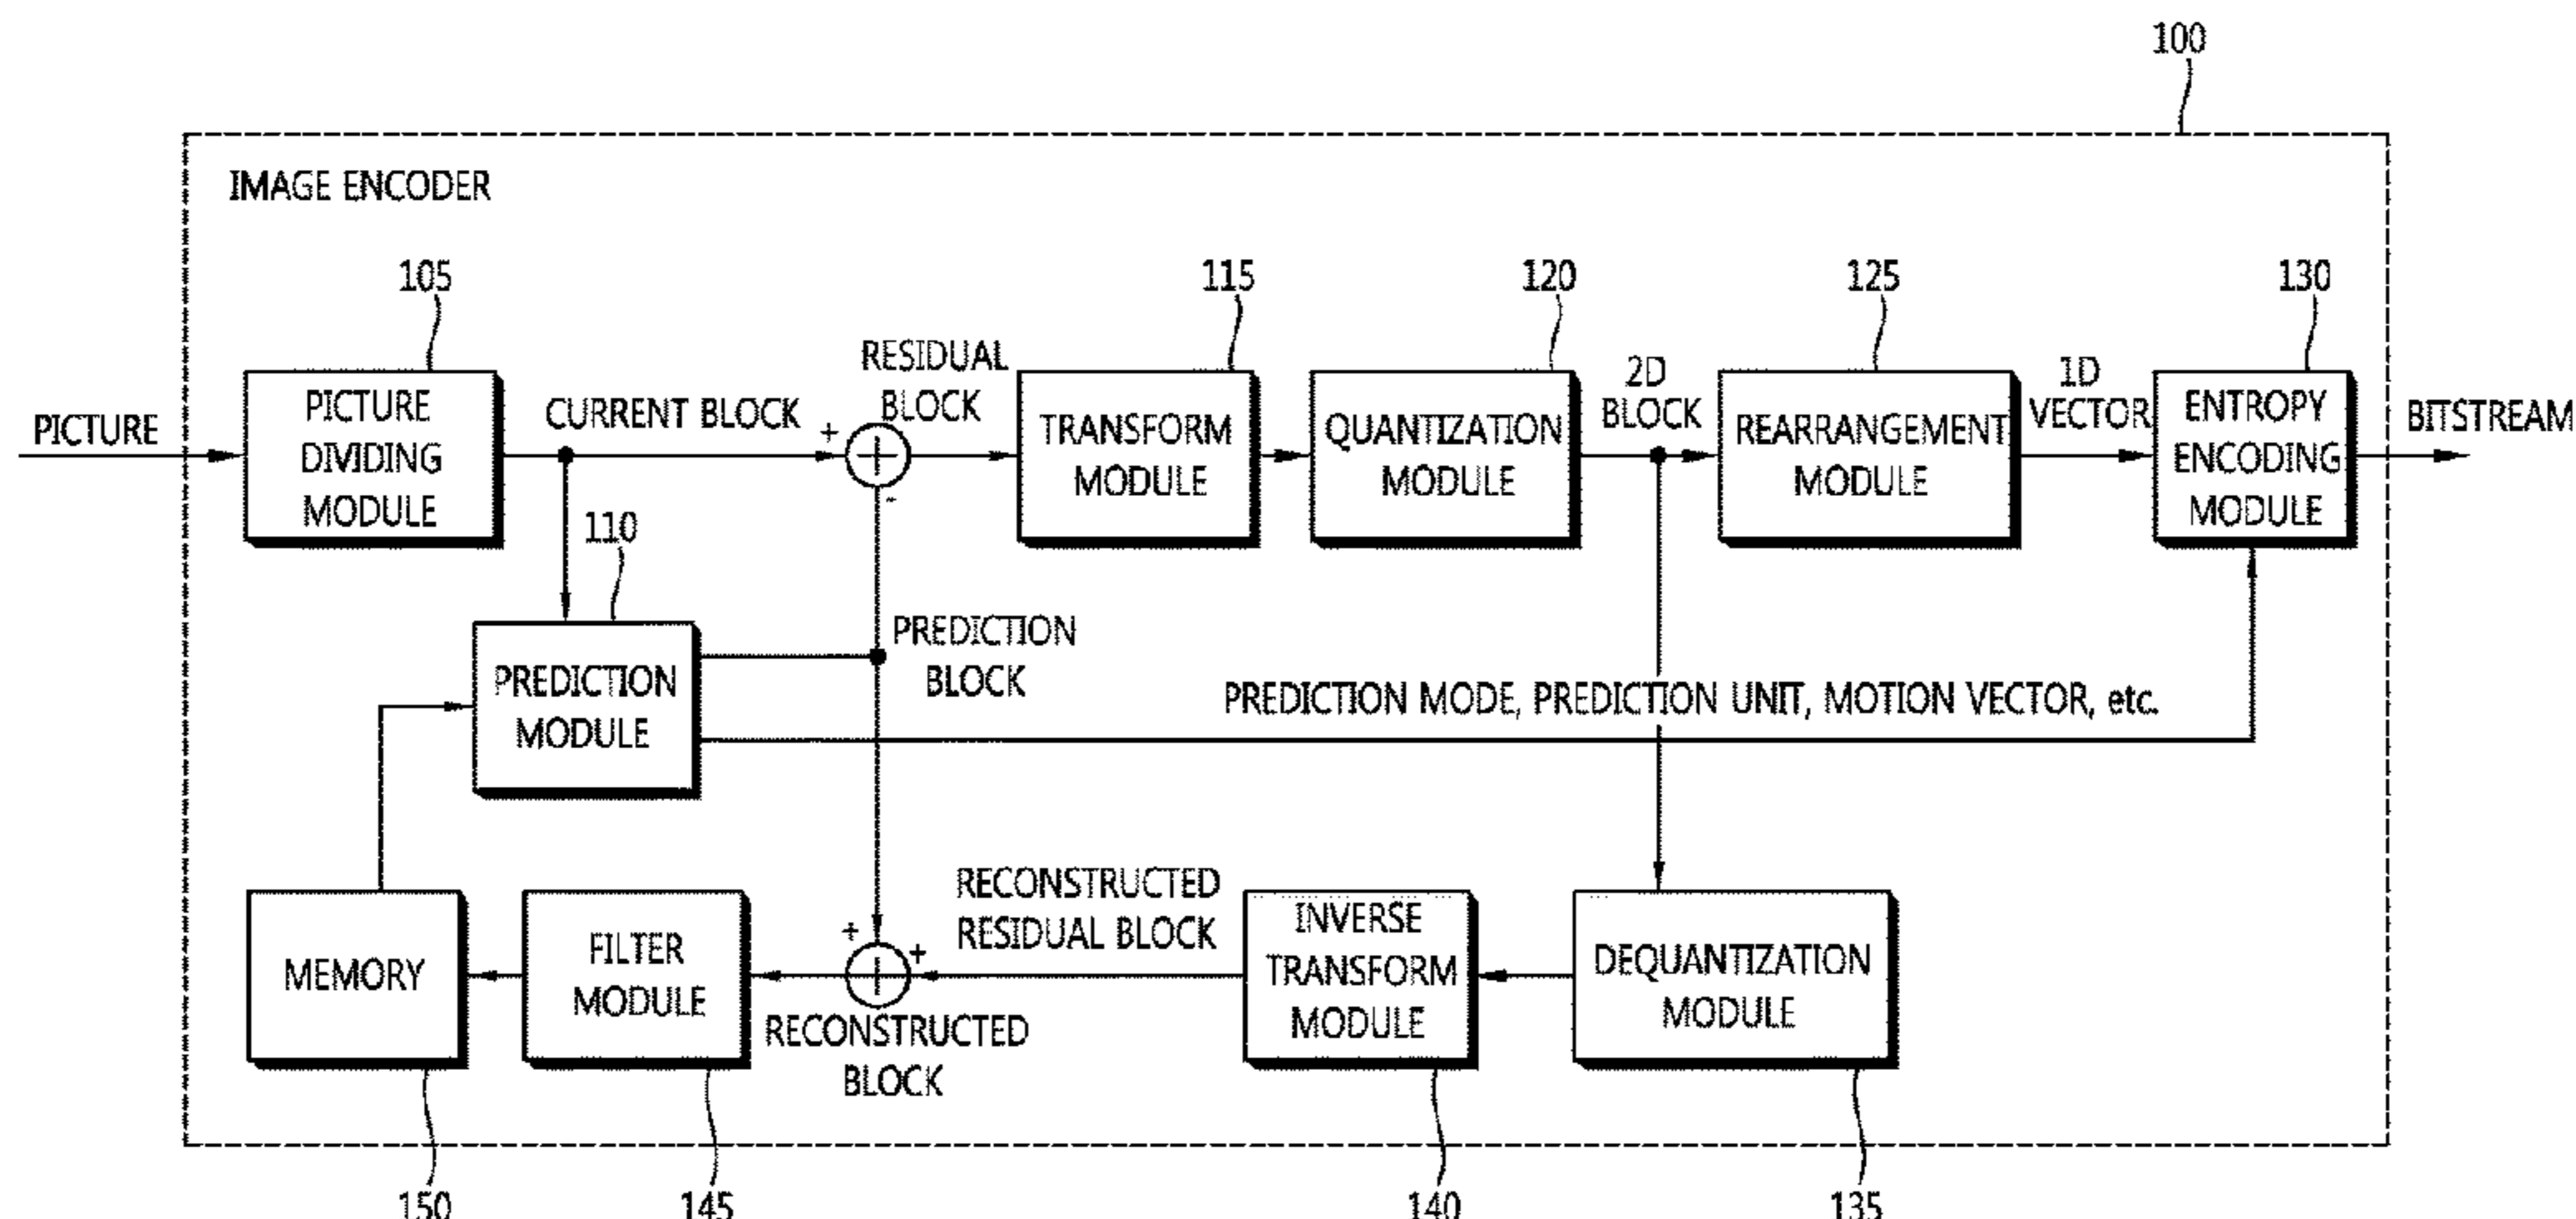 100
IMAGE ENCODER
105
115
120
125
130
PICTURE
PICTURE
DIVIDING
MODULE
CURRENT BLOCK
+
-
RESIDUAL
BLOCK
TRANSFORM
MODULE
QUANTIZATION
MODULE
2D
BLOCK
REARRANGEMENT
MODULE
1D
VECTOR
ENTROPY
ENCODING
MODULE
BITSTREAM
110
PREDICTION
MODULE
PREDICTION
BLOCK
PREDICTION MODE, PREDICTION UNIT, MOTION VECTOR, etc.
MEMORY
FILTER
MODULE
+
+
RECONSTRUCTED
BLOCK
RECONSTRUCTED
RESIDUAL BLOCK
INVERSE
TRANSFORM
MODULE
DEQUANTIZATION
MODULE
150
145
140
135